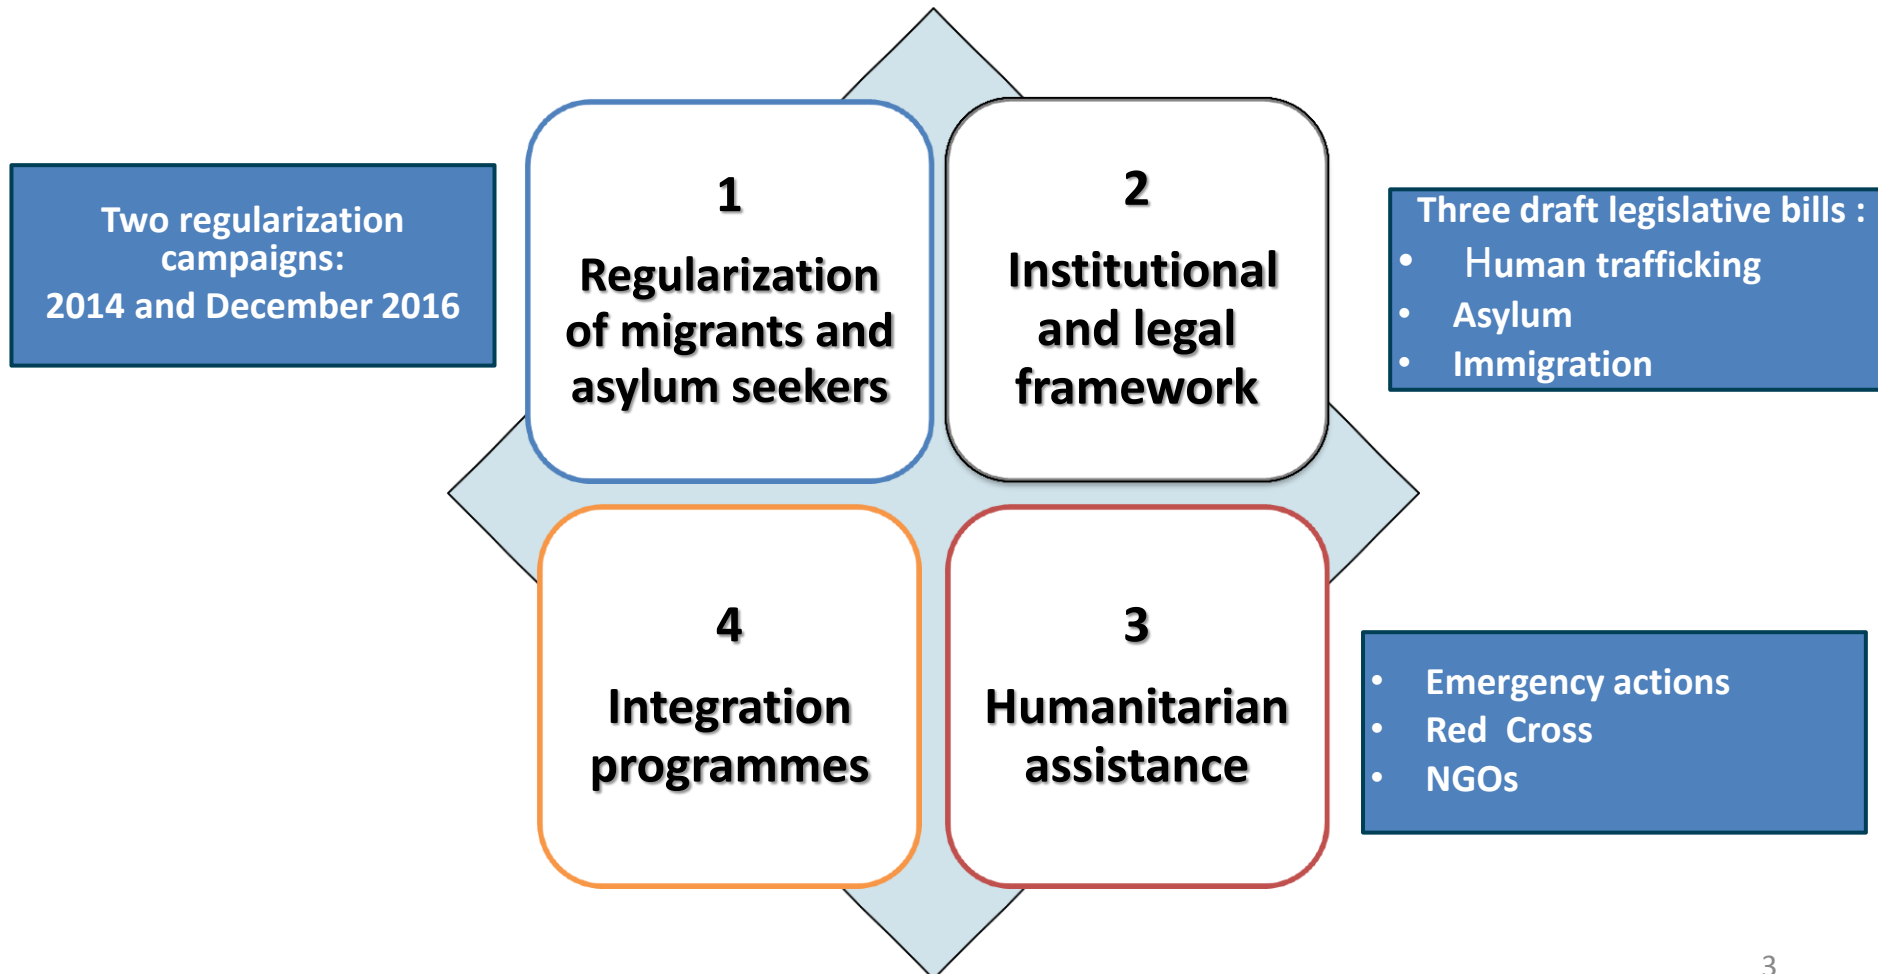 Two regularization
campaigns:
2014 and December 2016
1
Regularization
of migrants and
asylum seekers
2
Institutional
and legal
framework
Three draft legislative bills :
• Human trafficking
• Asylum
• Immigration
4
Integration
programmes
3
Humanitarian
assistance
• Emergency actions
• Red Cross
• NGOs
3